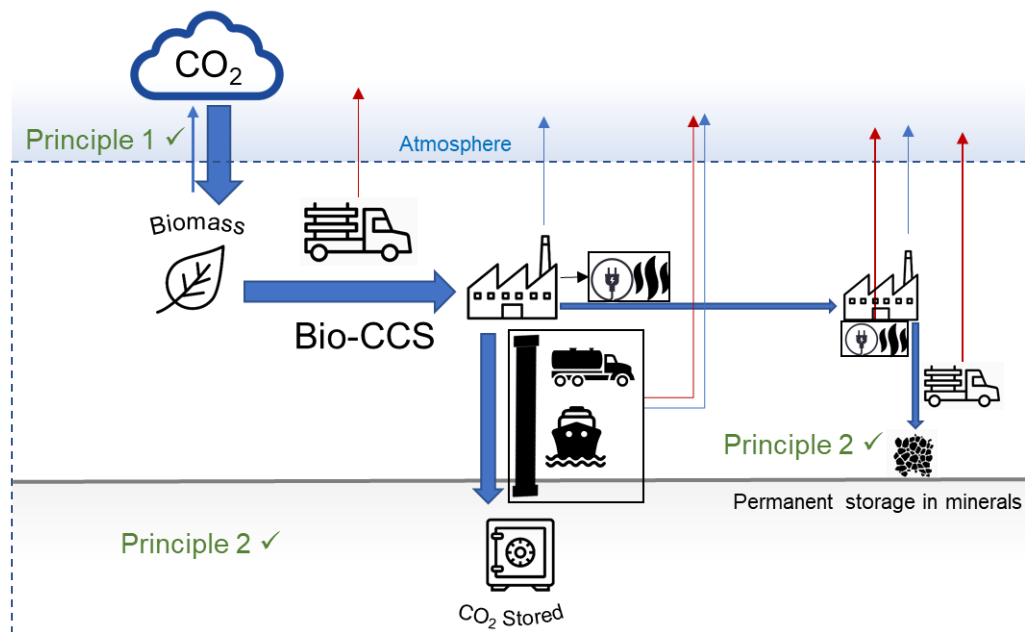 CO₂
Principle 1 ✓
Atmosphere
Biomass
Bio-CCS
Principle 2 ✓
Permanent storage in minerals
Principle 2 ✓
CO₂ Stored